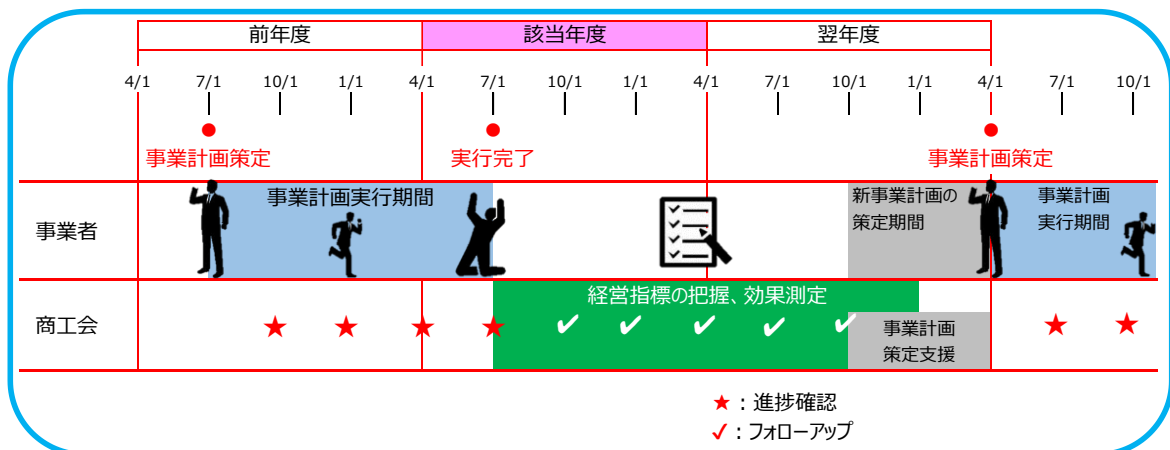 前年度 該当年度 翌年度
4/1 7/1 10/1 1/1 4/1 7/1 10/1 1/1 4/1 7/1 10/1 1/1 4/1 7/1 10/1
事業計画策定 実行完了 事業計画策定
事業者
事業計画実行期間
新事業計画の
策定期間
事業計画
実行期間
商工会
経営指標の把握、効果測定
事業計画
策定支援
★:進捗確認
✓:フォローアップ